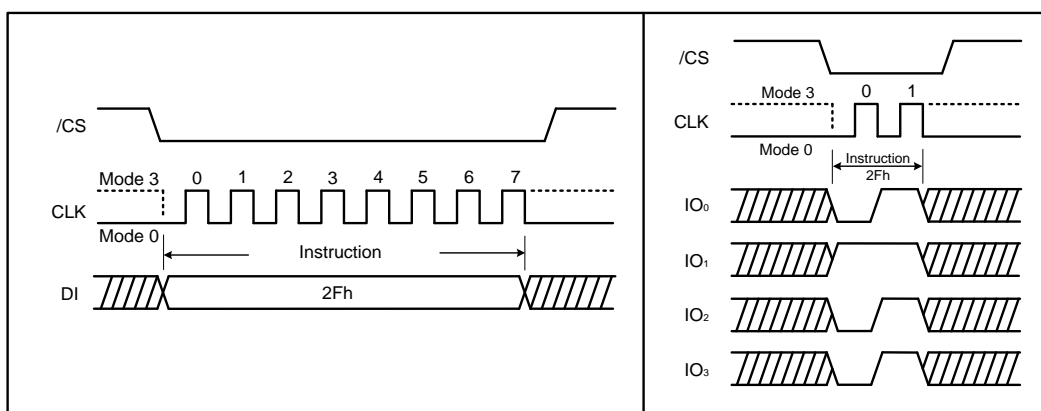 /CS
Mode 3 0 1 2 3 4 5 6 7
CLK
Mode 0
Instruction
DI 2Fh
/CS
Mode 3 0 1
CLK
Mode 0 Instruction
2Fh
IO0
IO1
IO2
IO3